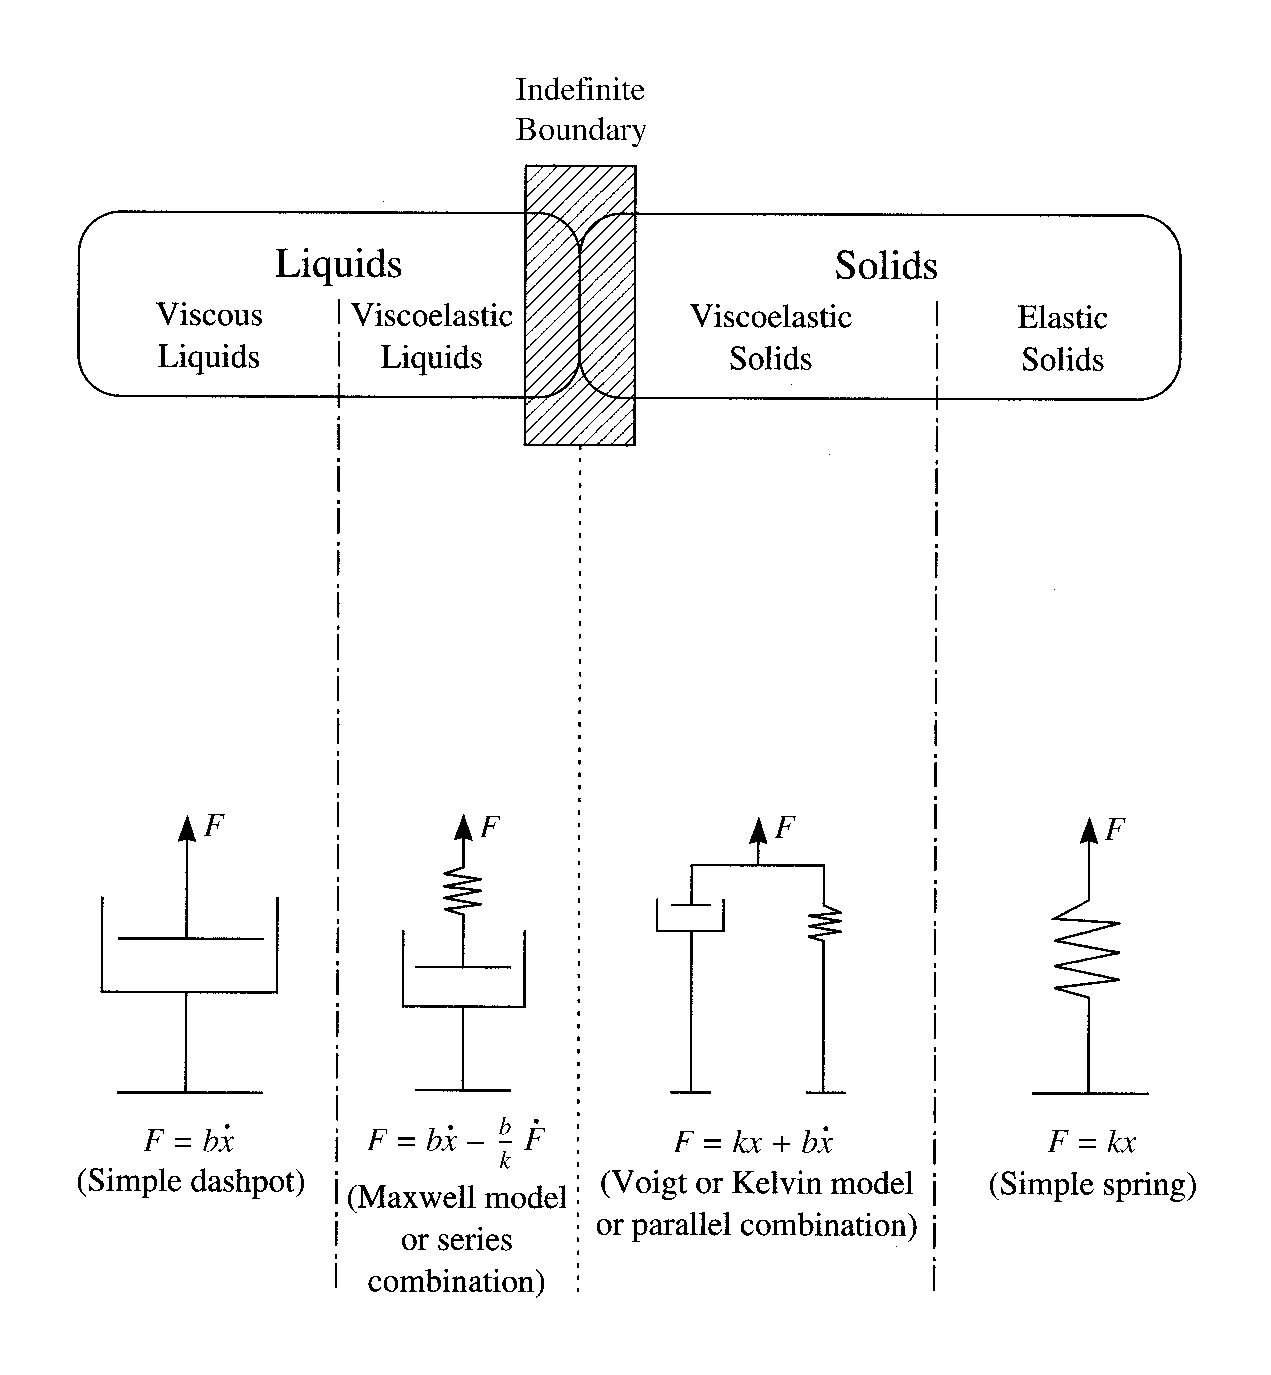 Indefinite
Boundary
Liquids
Solids
Viscous
Liquids
Viscoelastic
Liquids
Viscoelastic
Solids
Elastic
Solids
F
F
F
F
F = bẋ
(Simple dashpot)
F = bẋ − b/k Ḟ
(Maxwell model
or series
combination)
F = kx + bẋ
(Voigt or Kelvin model
or parallel combination)
F = kx
(Simple spring)